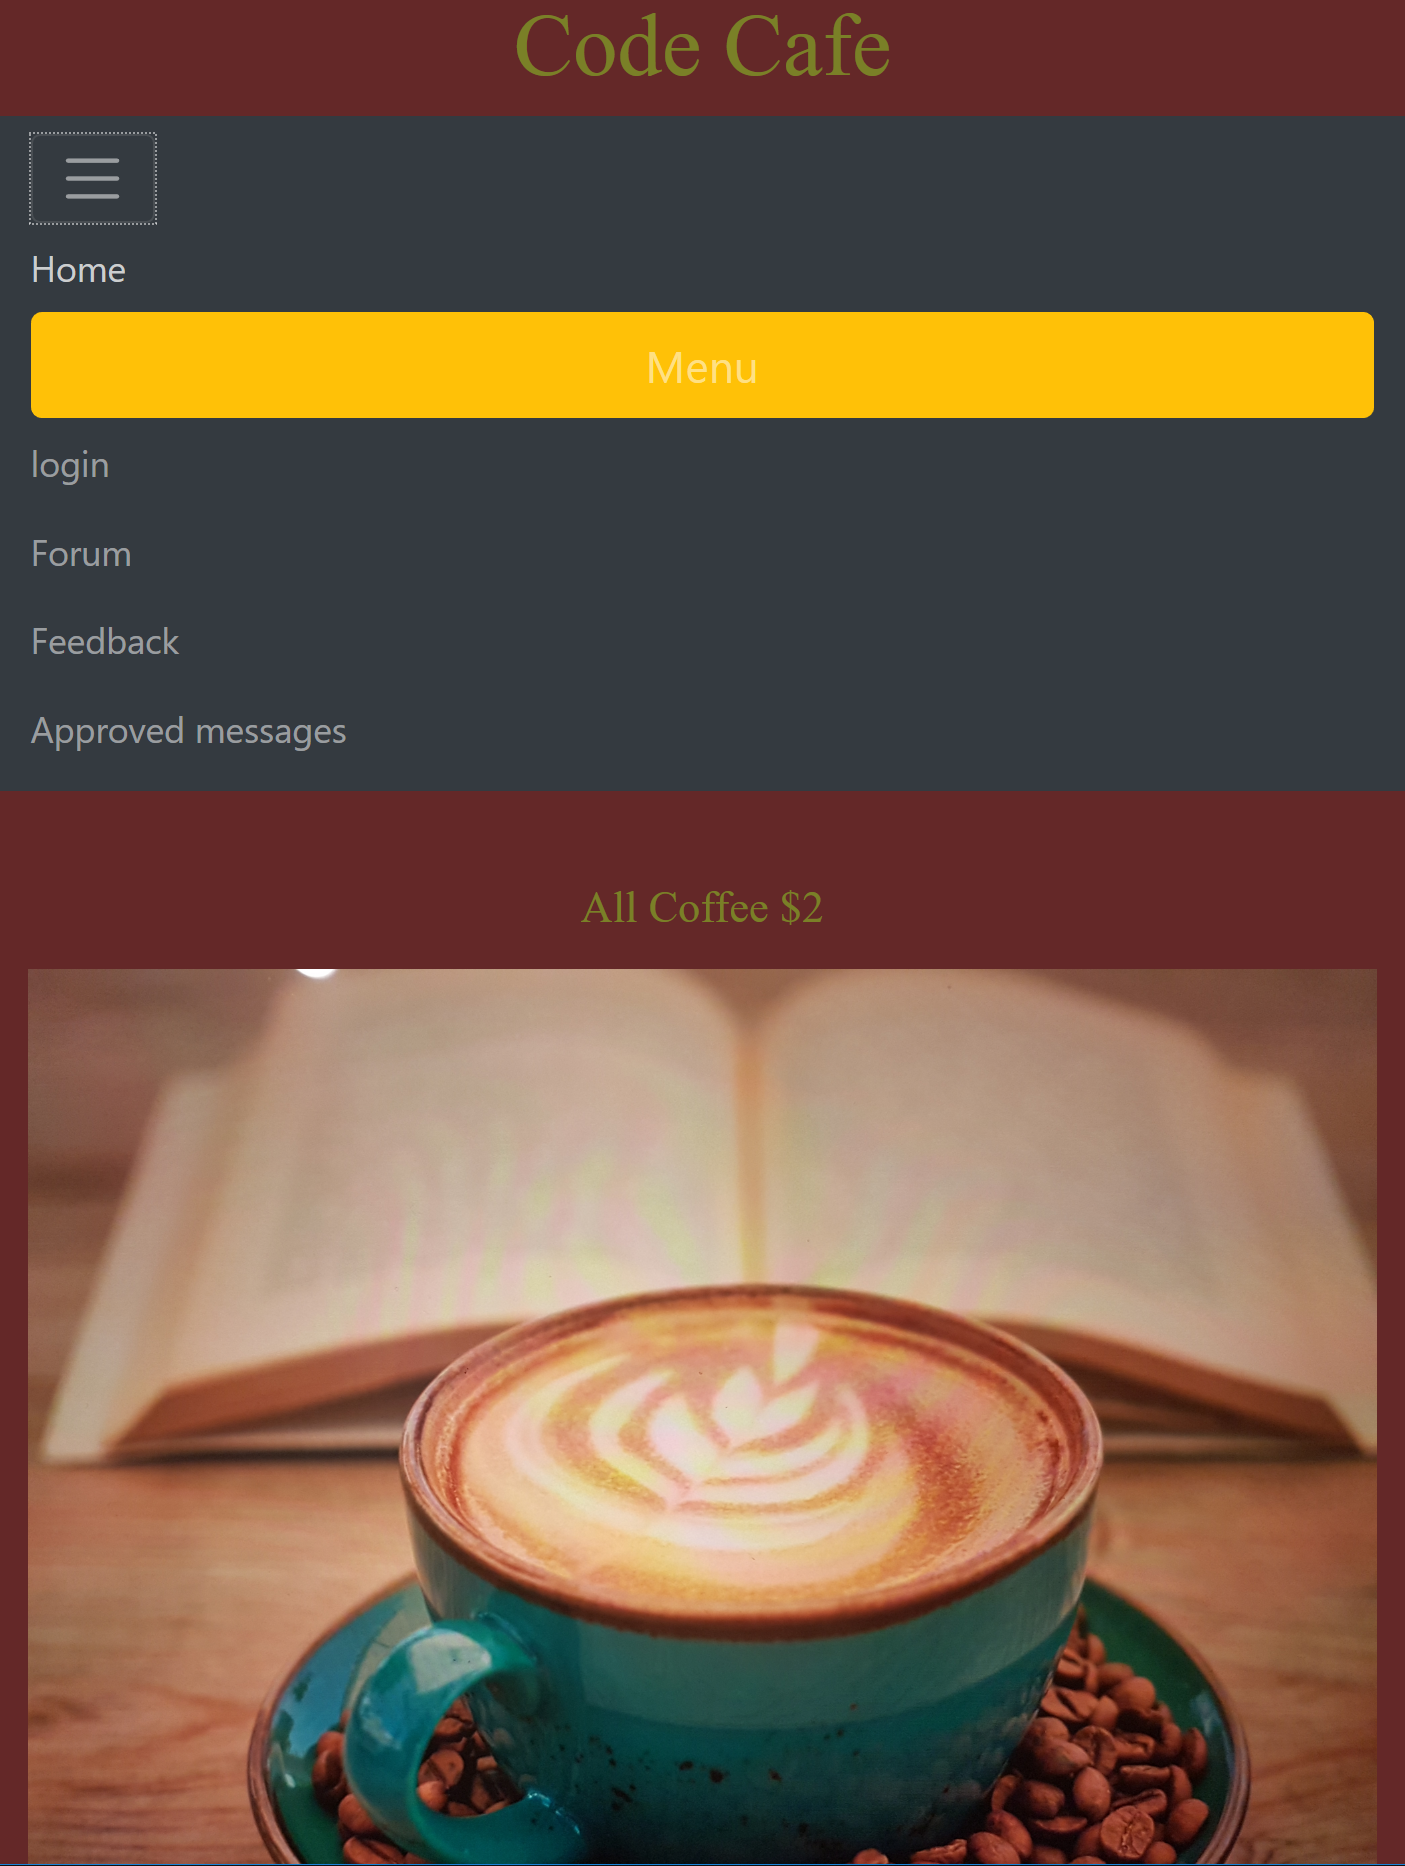 Code Cafe
Home
Menu
login
Forum
Feedback
Approved messages
All Coffee $2